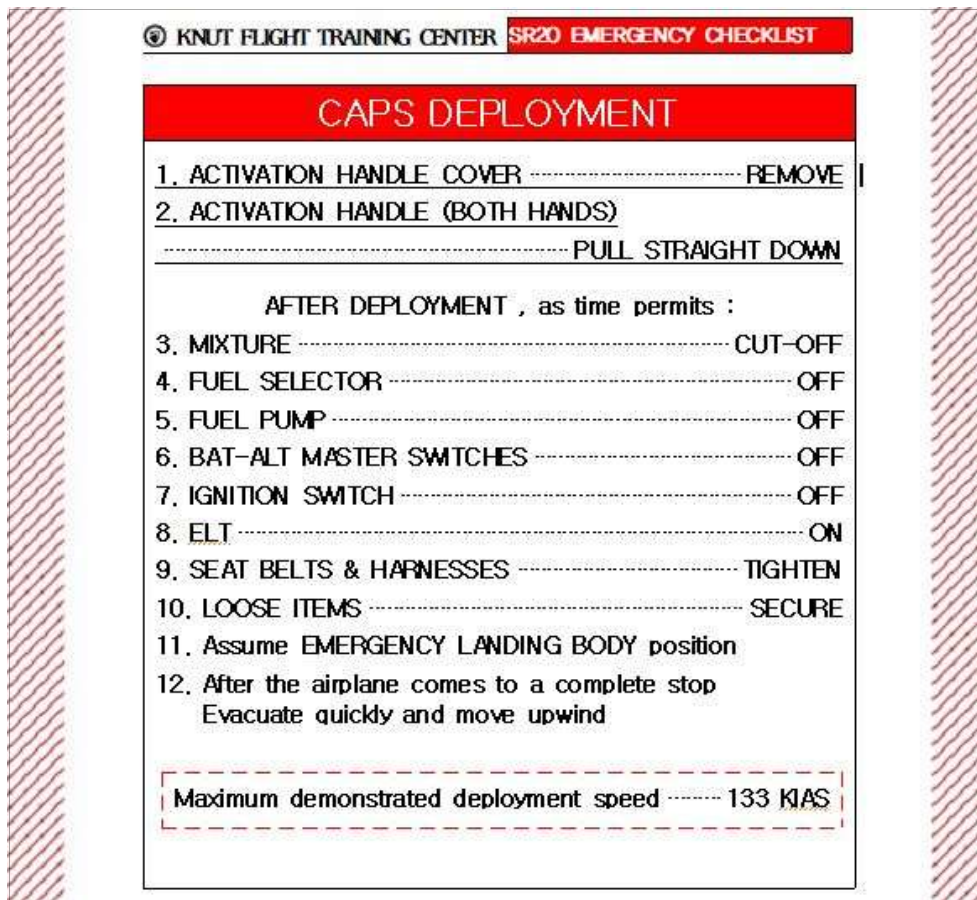 KNUT FLIGHT TRAINING CENTER SR20 EMERGENCY CHECKLIST
CAPS DEPLOYMENT
1. ACTIVATION HANDLE COVER ---------- REMOVE
2. ACTIVATION HANDLE (BOTH HANDS)
---------- PULL STRAIGHT DOWN
AFTER DEPLOYMENT , as time permits :
3. MIXTURE ---------- CUT-OFF
4. FUEL SELECTOR ---------- OFF
5. FUEL PUMP ---------- OFF
6. BAT-ALT MASTER SWITCHES ---------- OFF
7. IGNITION SWITCH ---------- OFF
8. ELT ---------- ON
9. SEAT BELTS & HARNESSES ---------- TIGHTEN
10. LOOSE ITEMS ---------- SECURE
11. Assume EMERGENCY LANDING BODY position
12. After the airplane comes to a complete stop
Evacuate quickly and move upwind
Maximum demonstrated deployment speed -------- 133 KIAS